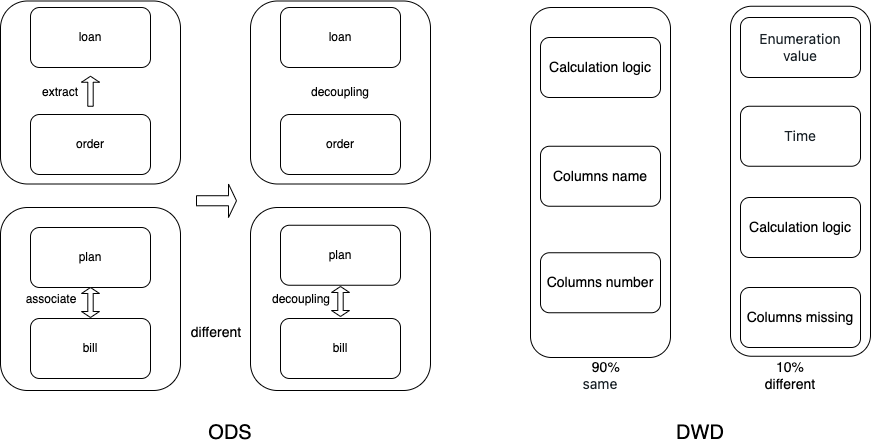 loan
extract
order
loan
decoupling
order
plan
associate
bill
different
plan
decoupling
bill
ODS
Calculation logic
Columns name
Columns number
90%
same
Enumeration
value
Time
Calculation logic
Columns missing
10%
different
DWD